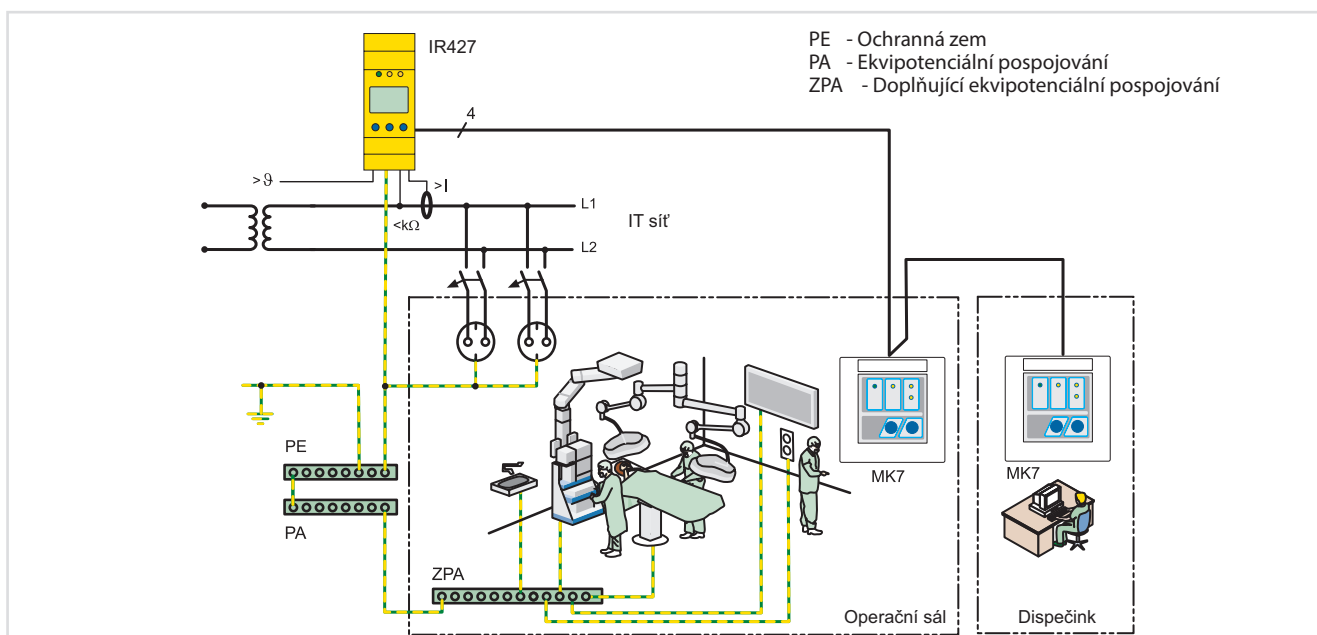 IR427
PE - Ochranná zem
PA - Ekvipotenciální pospojování
ZPA - Doplňující ekvipotenciální pospojování
4
>ϑ
>I
<kΩ
L1
IT síť
L2
PE
PA
ZPA
MK7
MK7
Operační sál
Dispečink